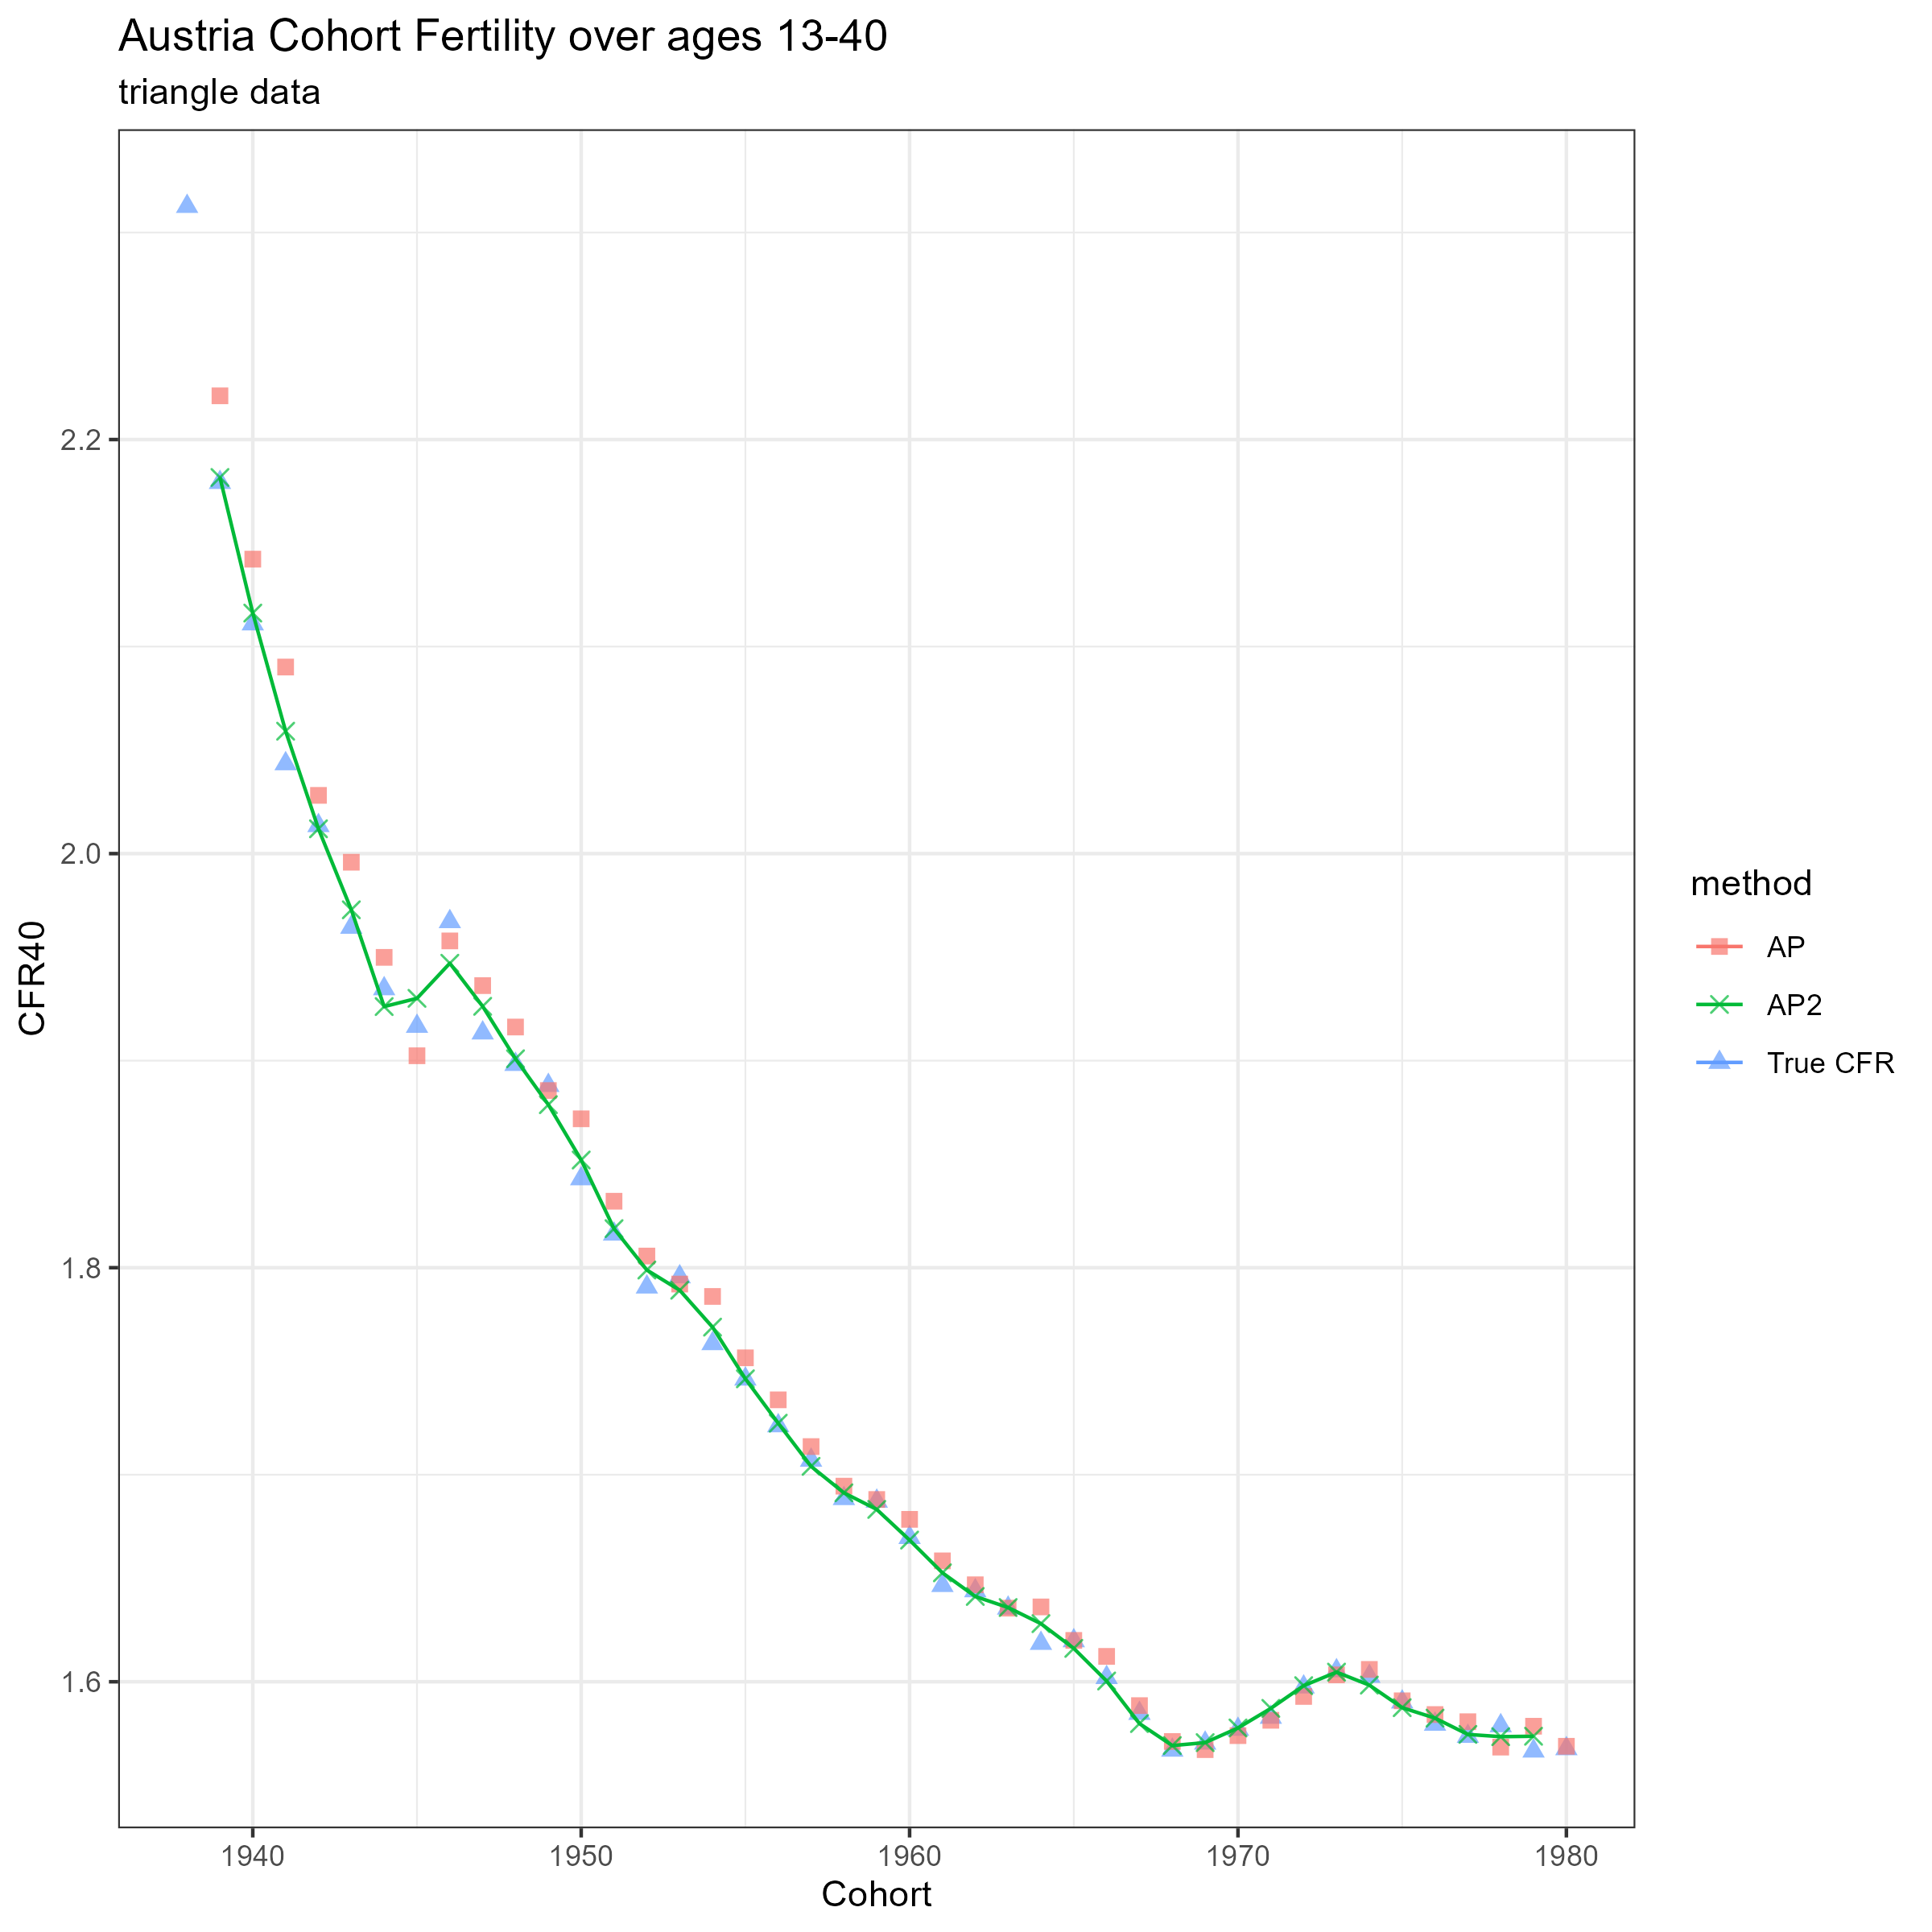 Austria Cohort Fertility over ages 13-40
triangle data
CFR40
2.2
2.0
1.8
1.6
1940 1950 1960 1970 1980
Cohort
method
AP
AP2
True CFR